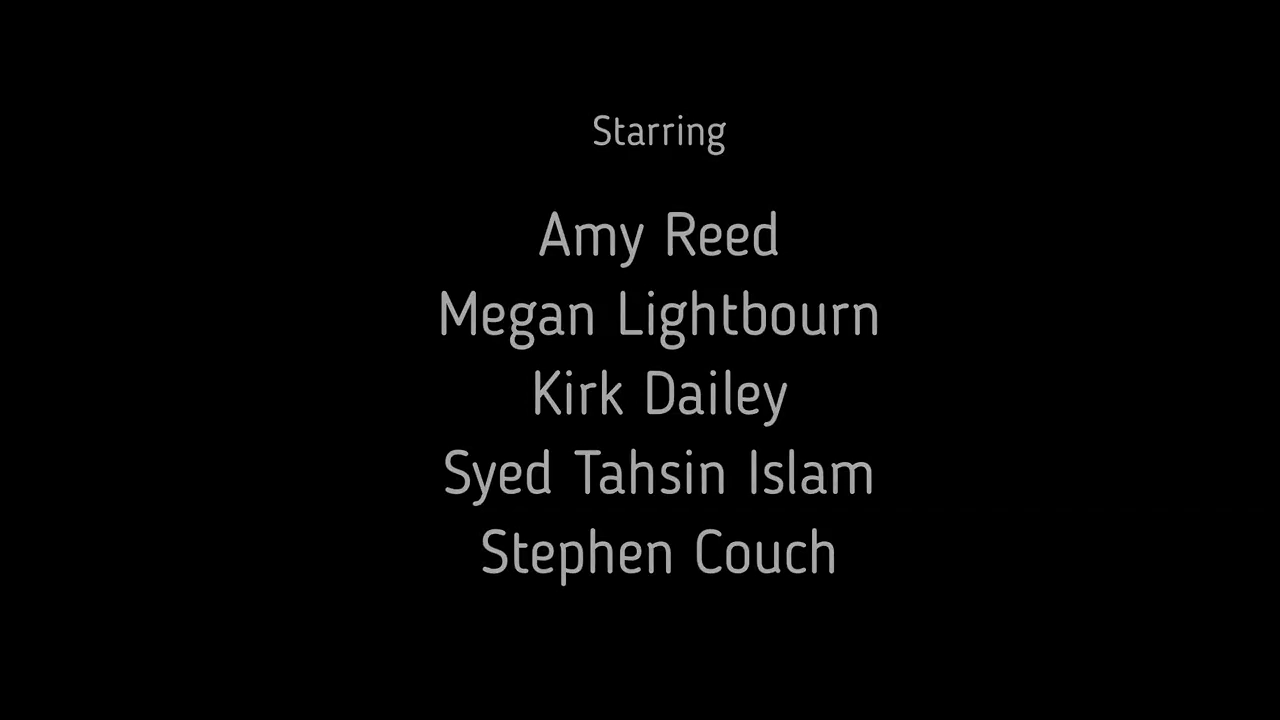 Starring
Amy Reed
Megan Lightbourn
Kirk Dailey
Syed Tahsin Islam
Stephen Couch